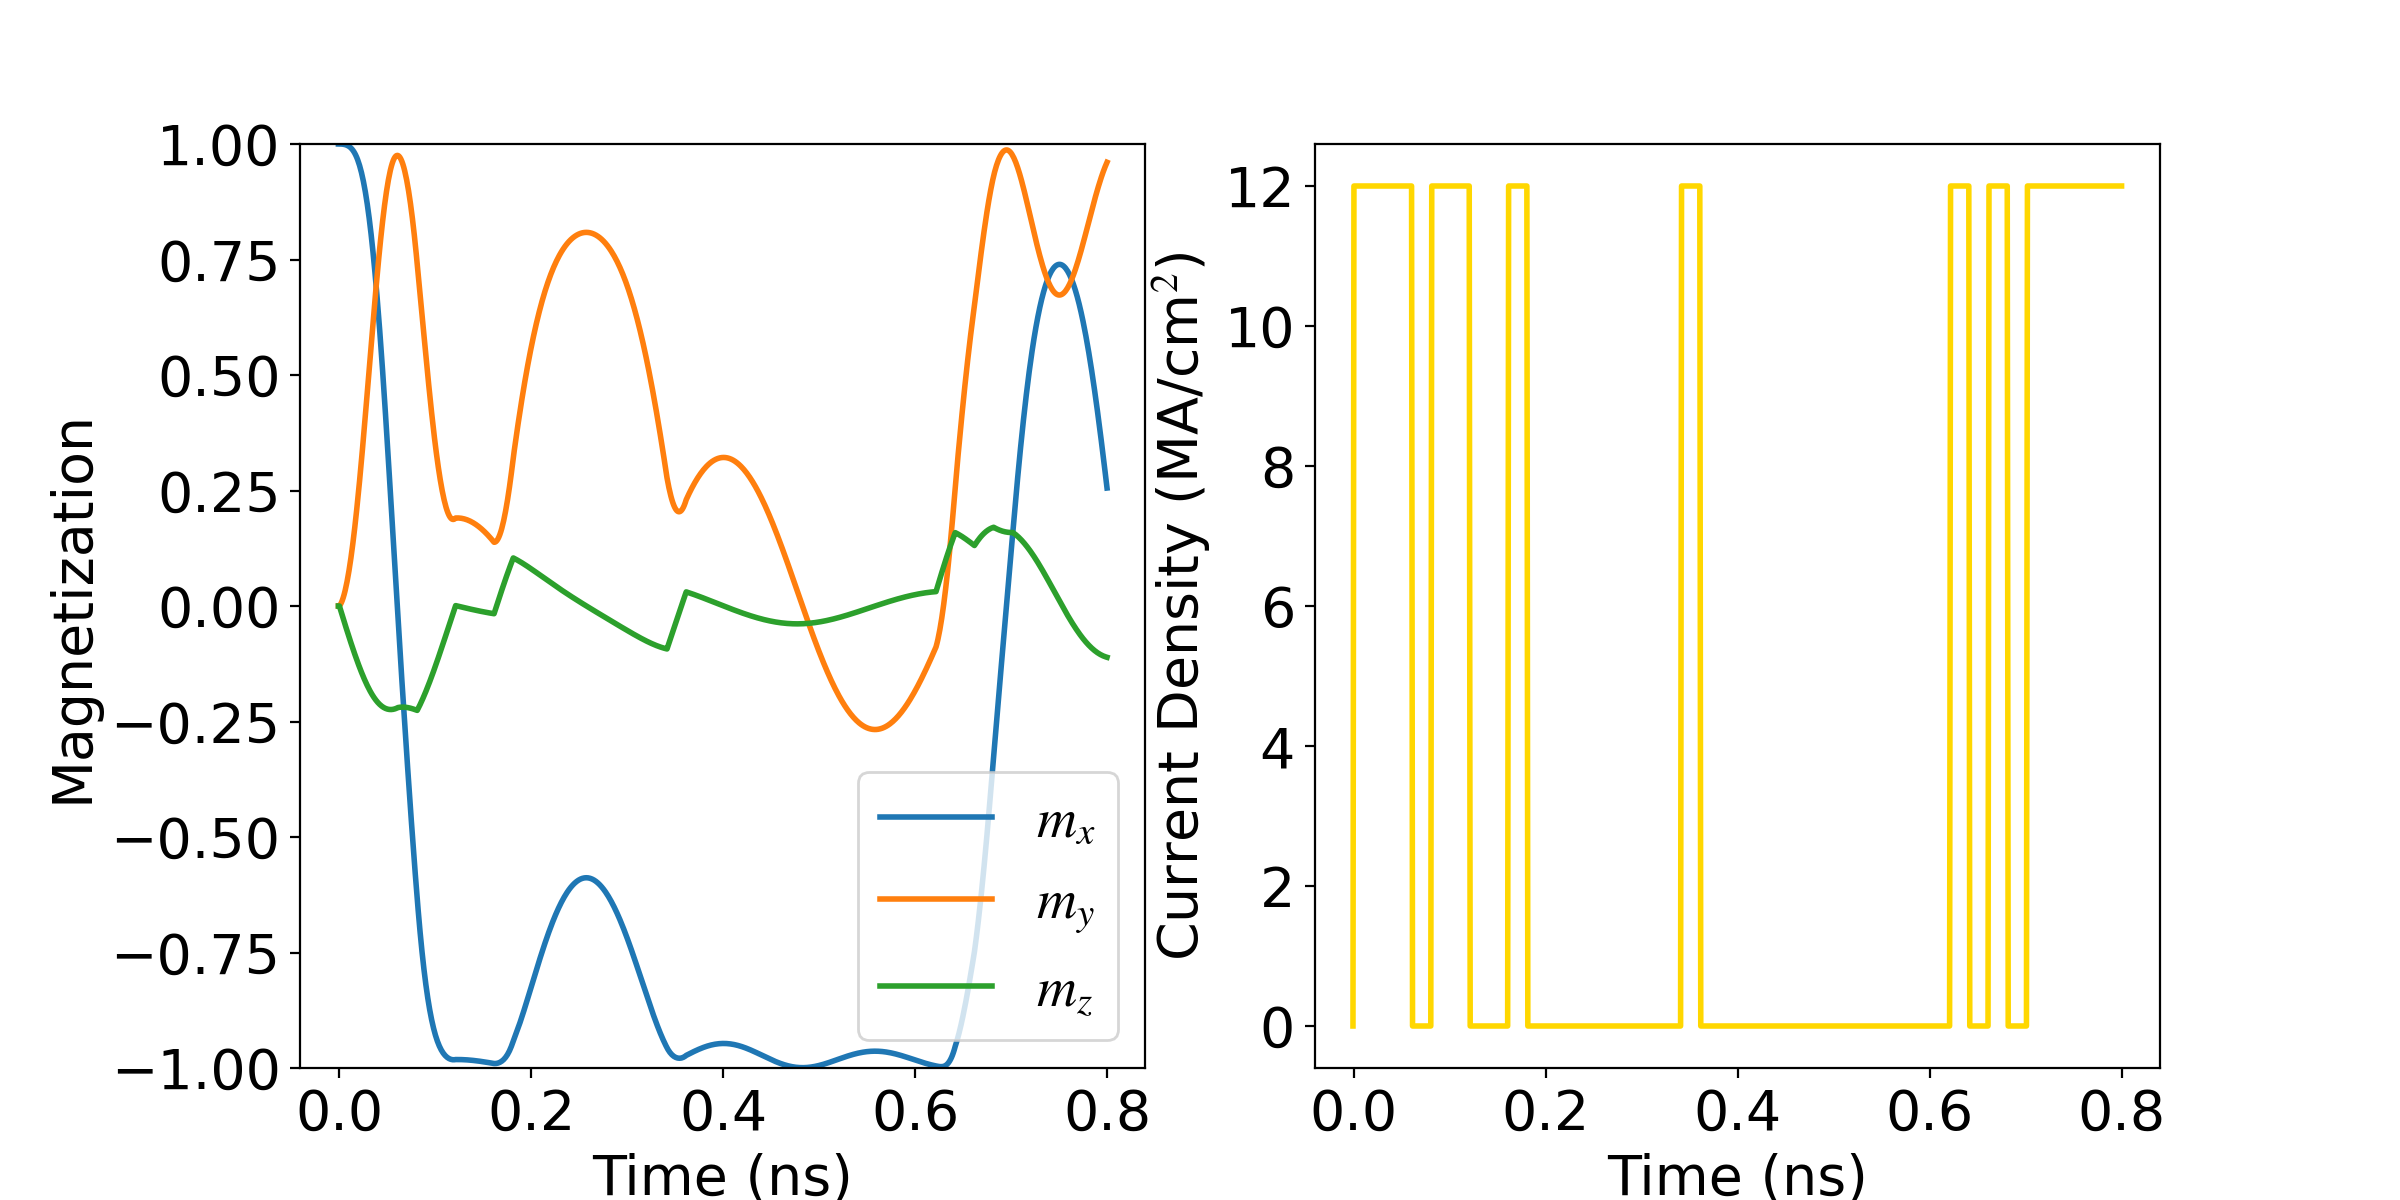 Magnetization
1.00
0.75
0.50
0.25
0.00
−0.25
−0.50
−0.75
−1.00
0.0 0.2 0.4 0.6 0.8
Time (ns)
m_x
m_y
m_z
Current Density (MA/cm²)
12
10
8
6
4
2
0
0.0 0.2 0.4 0.6 0.8
Time (ns)